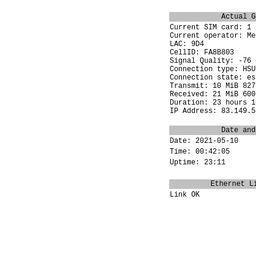 Actual G
Current SIM card: 1
Current operator: Me
LAC: 9D4
CellID: FA8B803
Signal Quality: -76
Connection type: HSU
Connection state: es
Transmit: 10 MiB 827
Received: 21 MiB 600
Duration: 23 hours 1
IP Address: 83.149.5
Date and
Date: 2021-05-10
Time: 00:42:05
Uptime: 23:11
Ethernet Li
Link OK